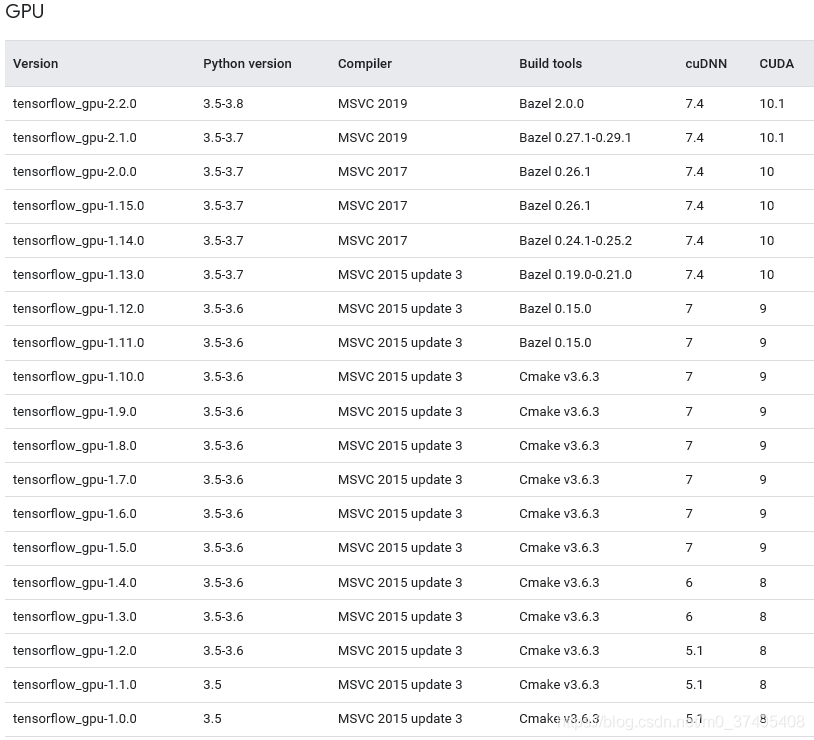 GPU
Version Python version Compiler Build tools cuDNN CUDA
tensorflow_gpu-2.2.0 3.5-3.8 MSVC 2019 Bazel 2.0.0 7.4 10.1
tensorflow_gpu-2.1.0 3.5-3.7 MSVC 2019 Bazel 0.27.1-0.29.1 7.4 10.1
tensorflow_gpu-2.0.0 3.5-3.7 MSVC 2017 Bazel 0.26.1 7.4 10
tensorflow_gpu-1.15.0 3.5-3.7 MSVC 2017 Bazel 0.26.1 7.4 10
tensorflow_gpu-1.14.0 3.5-3.7 MSVC 2017 Bazel 0.24.1-0.25.2 7.4 10
tensorflow_gpu-1.13.0 3.5-3.7 MSVC 2015 update 3 Bazel 0.19.0-0.21.0 7.4 10
tensorflow_gpu-1.12.0 3.5-3.6 MSVC 2015 update 3 Bazel 0.15.0 7 9
tensorflow_gpu-1.11.0 3.5-3.6 MSVC 2015 update 3 Bazel 0.15.0 7 9
tensorflow_gpu-1.10.0 3.5-3.6 MSVC 2015 update 3 Cmake v3.6.3 7 9
tensorflow_gpu-1.9.0 3.5-3.6 MSVC 2015 update 3 Cmake v3.6.3 7 9
tensorflow_gpu-1.8.0 3.5-3.6 MSVC 2015 update 3 Cmake v3.6.3 7 9
tensorflow_gpu-1.7.0 3.5-3.6 MSVC 2015 update 3 Cmake v3.6.3 7 9
tensorflow_gpu-1.6.0 3.5-3.6 MSVC 2015 update 3 Cmake v3.6.3 7 9
tensorflow_gpu-1.5.0 3.5-3.6 MSVC 2015 update 3 Cmake v3.6.3 7 9
tensorflow_gpu-1.4.0 3.5-3.6 MSVC 2015 update 3 Cmake v3.6.3 6 8
tensorflow_gpu-1.3.0 3.5-3.6 MSVC 2015 update 3 Cmake v3.6.3 6 8
tensorflow_gpu-1.2.0 3.5-3.6 MSVC 2015 update 3 Cmake v3.6.3 5.1 8
tensorflow_gpu-1.1.0 3.5 MSVC 2015 update 3 Cmake v3.6.3 5.1 8
tensorflow_gpu-1.0.0 3.5 MSVC 2015 update 3 Cmake v3.6.3 5.1 8